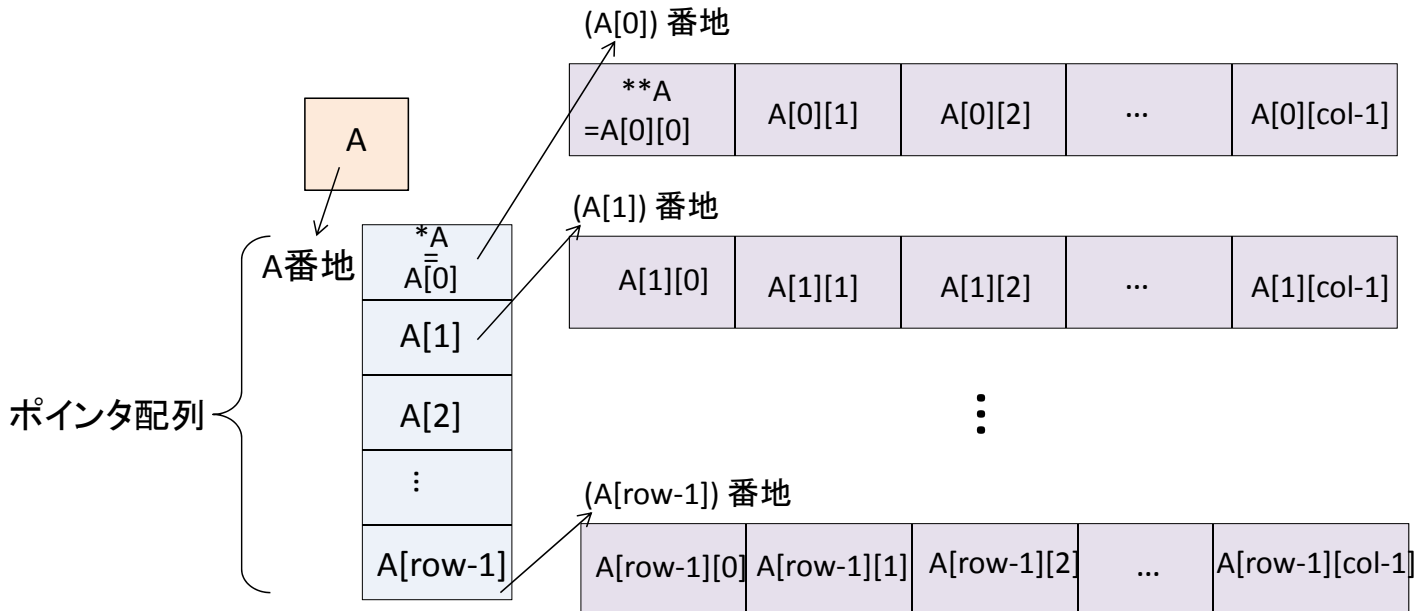 (A[0]) 番地
**A
=A[0][0]
A[0][1]
A[0][2]
...
A[0][col-1]
A
(A[1]) 番地
A番地
*A
=
A[0]
A[1][0]
A[1][1]
A[1][2]
...
A[1][col-1]
A[1]
ポインタ配列
A[2]
⋮
⋮
(A[row-1]) 番地
A[row-1]
A[row-1][0]
A[row-1][1]
A[row-1][2]
...
A[row-1][col-1]